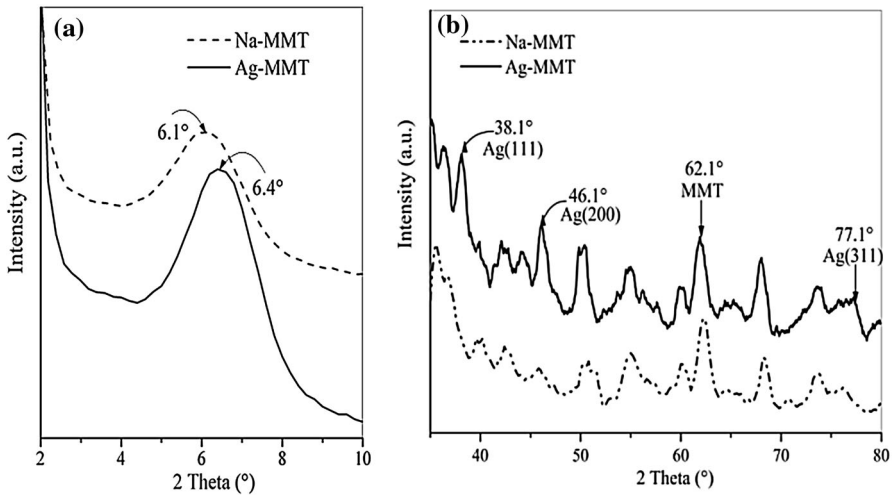 (a)
Na-MMT
Ag-MMT
6.1°
6.4°
Intensity (a.u.)
2 4 6 8 10
2 Theta (°)
(b)
Na-MMT
Ag-MMT
38.1°
Ag(111)
46.1°
Ag(200)
62.1°
MMT
77.1°
Ag(311)
Intensity (a.u.)
40 50 60 70 80
2 Theta (°)